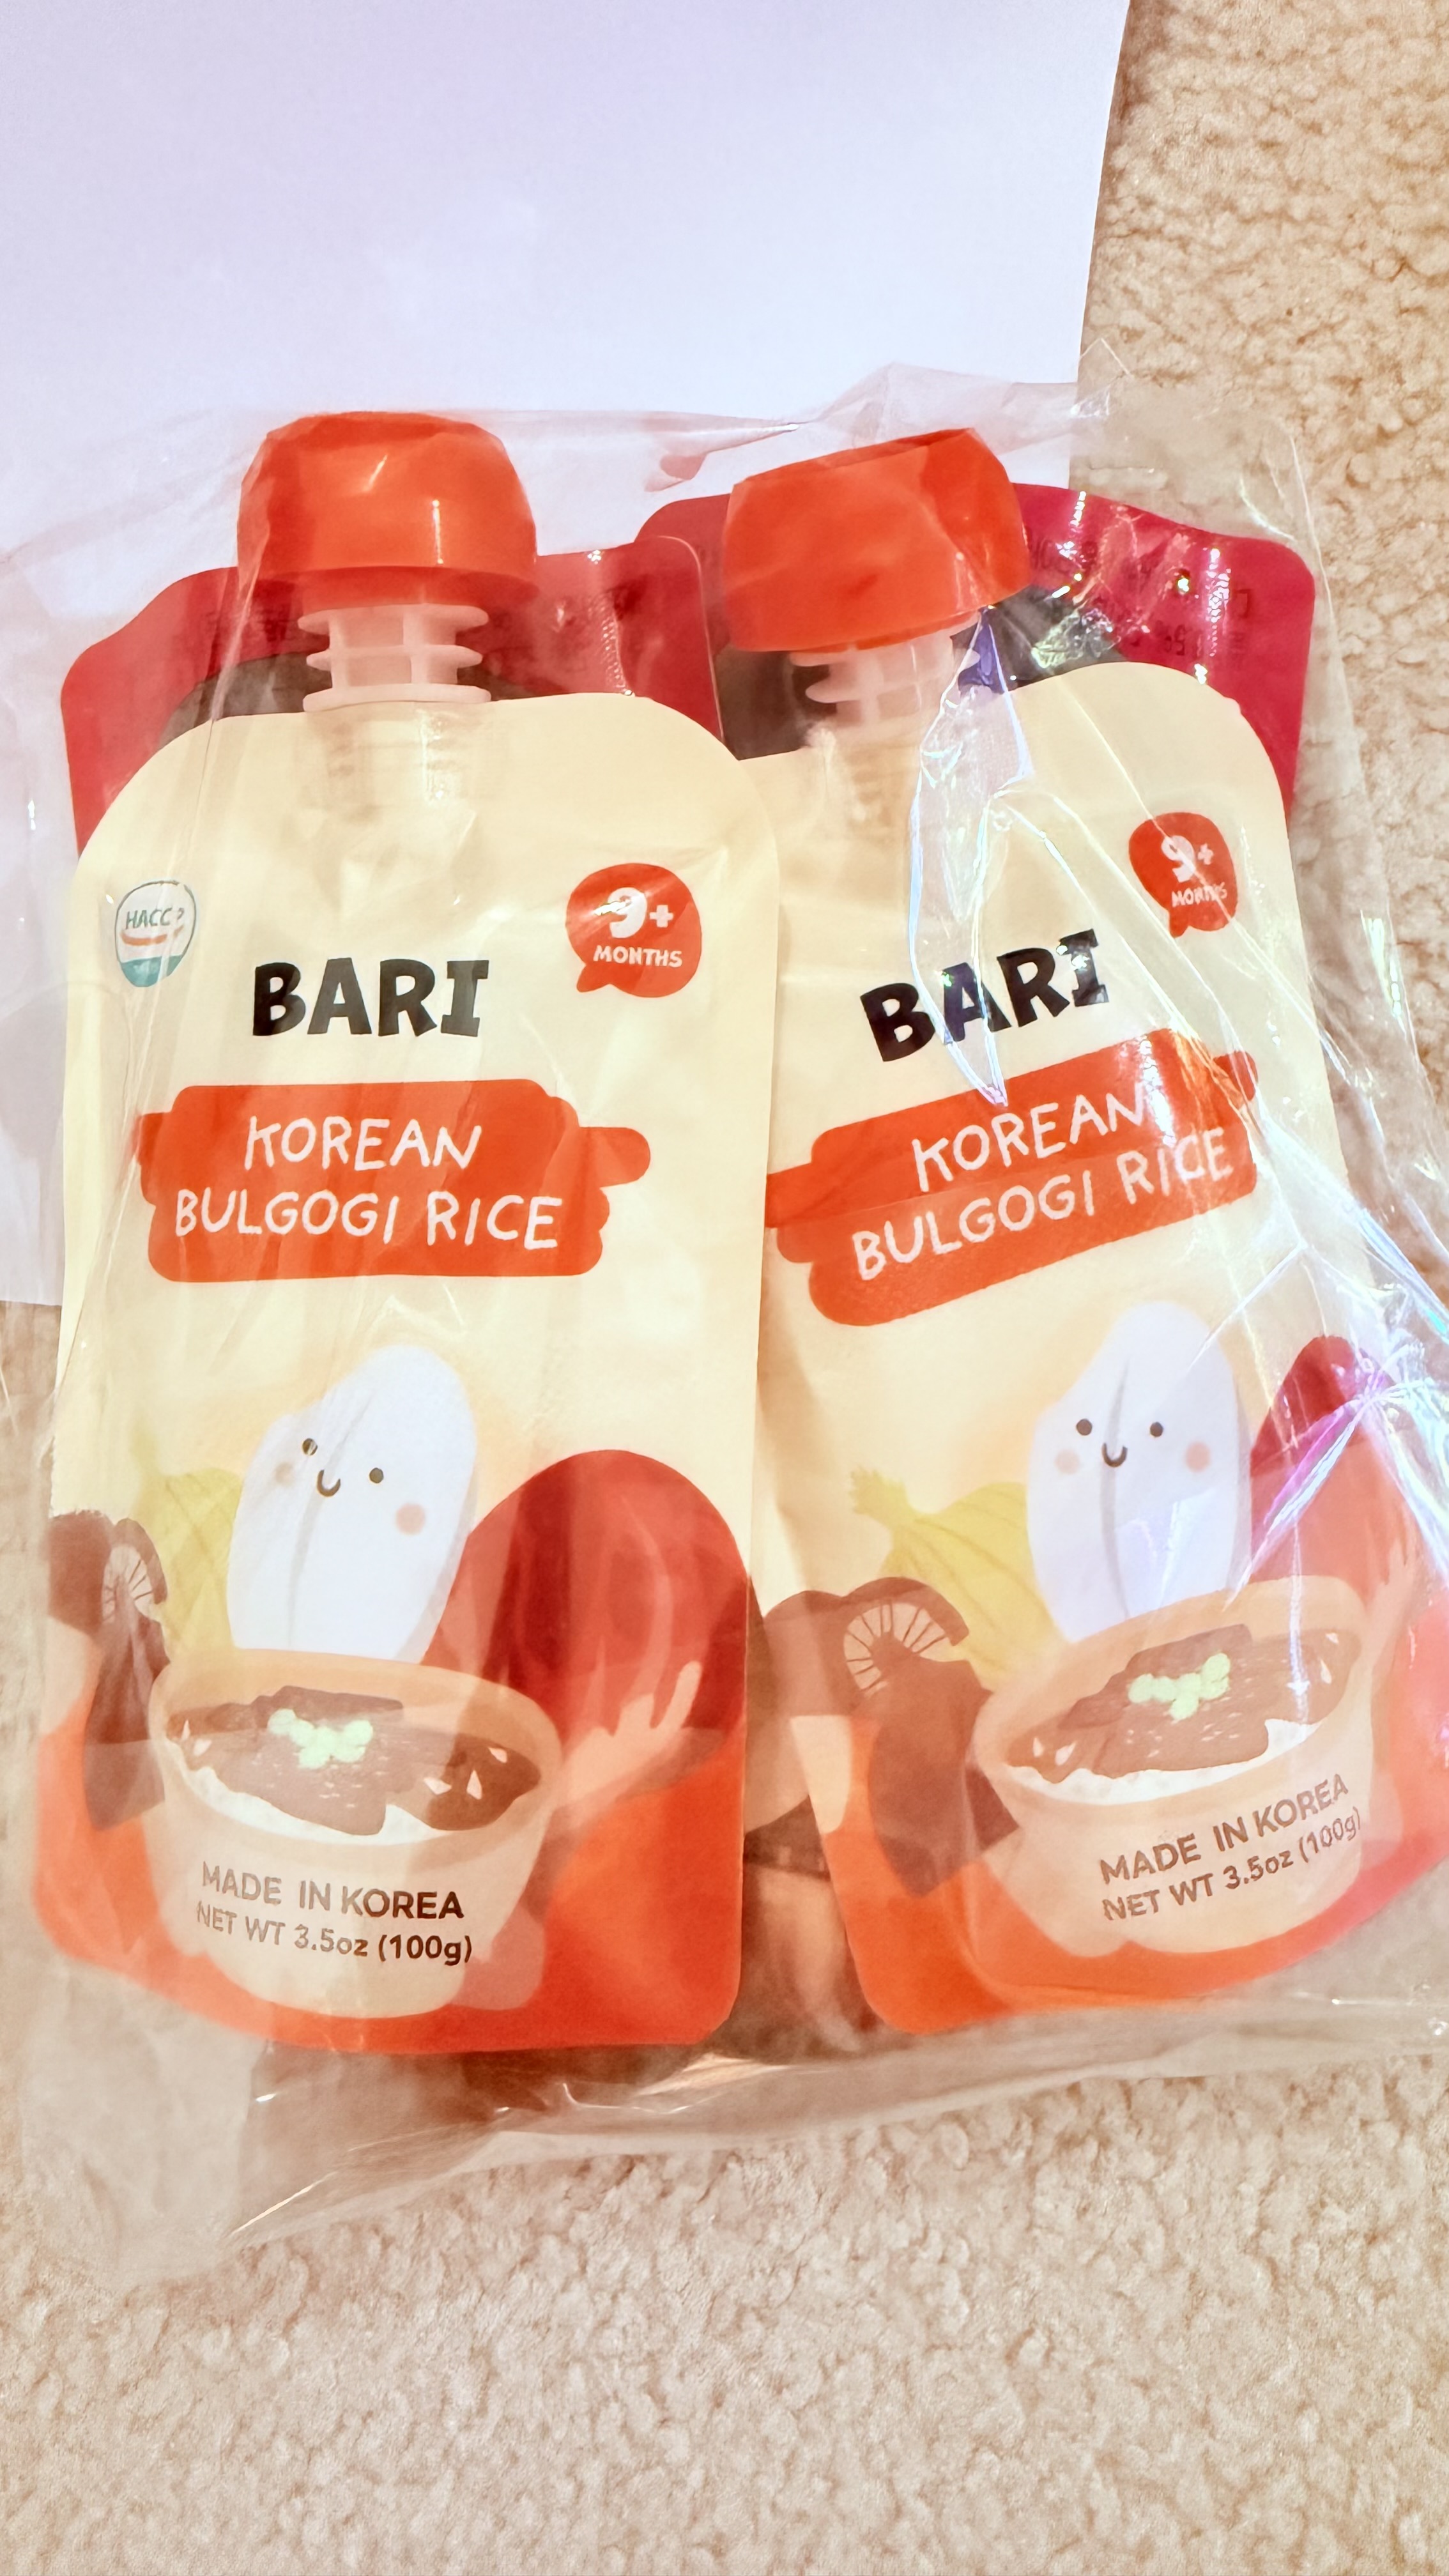 HACCP
9+
MONTHS
BARI
KOREAN
BULGOGI RICE
MADE IN KOREA
NET WT 3.5oz (100g)
9+
MONTHS
BARI
KOREAN
BULGOGI RICE
MADE IN KOREA
NET WT 3.5oz (100g)